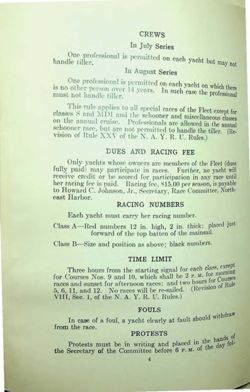 CREWS
In July Series
One professional is permitted on each yacht but may not
handle tiller.
In August Series
One professional is permitted on each yacht on which there
is no other person over 14 years. In such case the professional
must not handle tiller.
This rule applies to all special races of the Fleet except for
classes S and MDI and the schooner and miscellaneous classes
on the annual cruise. Professionals are allowed in the annual
schooner race, but are not permitted to handle the tiller. (Re-
vision of Rule XXV of the N. A. Y. R. U. Rules.)
DUES AND RACING FEE
Only yachts whose owners are members of the Fleet (dues
fully paid) may participate in races. Further, no yacht will
receive credit or be scored for participation in any race until
her racing fee is paid. Racing fee, $15.00 per season, is payable
to Howard C. Johnson, Jr., Secretary, Race Committee, North-
east Harbor.
RACING NUMBERS
Each yacht must carry her racing number.
Class A—Red numbers 12 in. high, 2 in. thick; placed just
forward of the top batten of the mainsail.
Class B—Size and position as above; black numbers.
TIME LIMIT
Three hours from the starting signal for each class, except
for Courses Nos. 9 and 10, which shall be 2 P. M. for morning
races and sunset for afternoon races; and two hours for Courses
5, 6, 11, and 12. No races will be re-sailed. (Revision of Rule
VIII, Sec. 1, of the N. A. Y. R. U. Rules.)
FOULS
In case of a foul, a yacht clearly at fault should withdraw
from the race.
PROTESTS
Protests must be in writing and placed in the hands of
the Secretary of the Committee before 6 P. M. of the day fol-
4